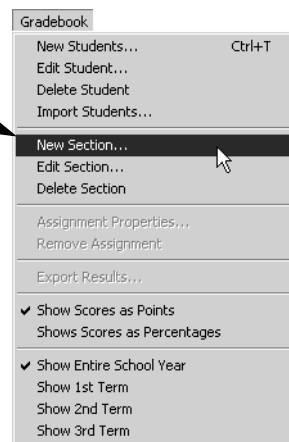 Gradebook
New Students... Ctrl+T
Edit Student...
Delete Student
Import Students...
New Section...
Edit Section...
Delete Section
Assignment Properties...
Remove Assignment
Export Results...
✓ Show Scores as Points
Shows Scores as Percentages
✓ Show Entire School Year
Show 1st Term
Show 2nd Term
Show 3rd Term